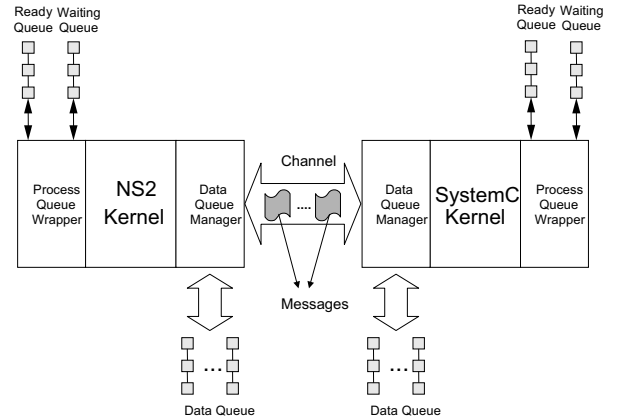 Ready
Queue
Waiting
Queue
Ready
Queue
Waiting
Queue
Process
Queue
Wrapper
NS2
Kernel
Data
Queue
Manager
Channel
....
Data
Queue
Manager
SystemC
Kernel
Process
Queue
Wrapper
Messages
...
...
Data Queue
Data Queue